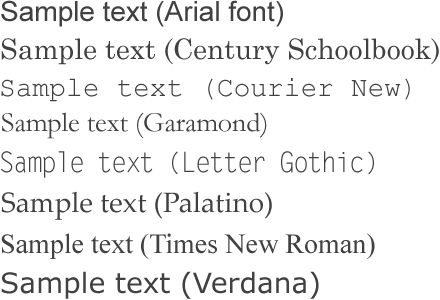 Sample text (Arial font)
Sample text (Century Schoolbook)
Sample text (Courier New)
Sample text (Garamond)
Sample text (Letter Gothic)
Sample text (Palatino)
Sample text (Times New Roman)
Sample text (Verdana)